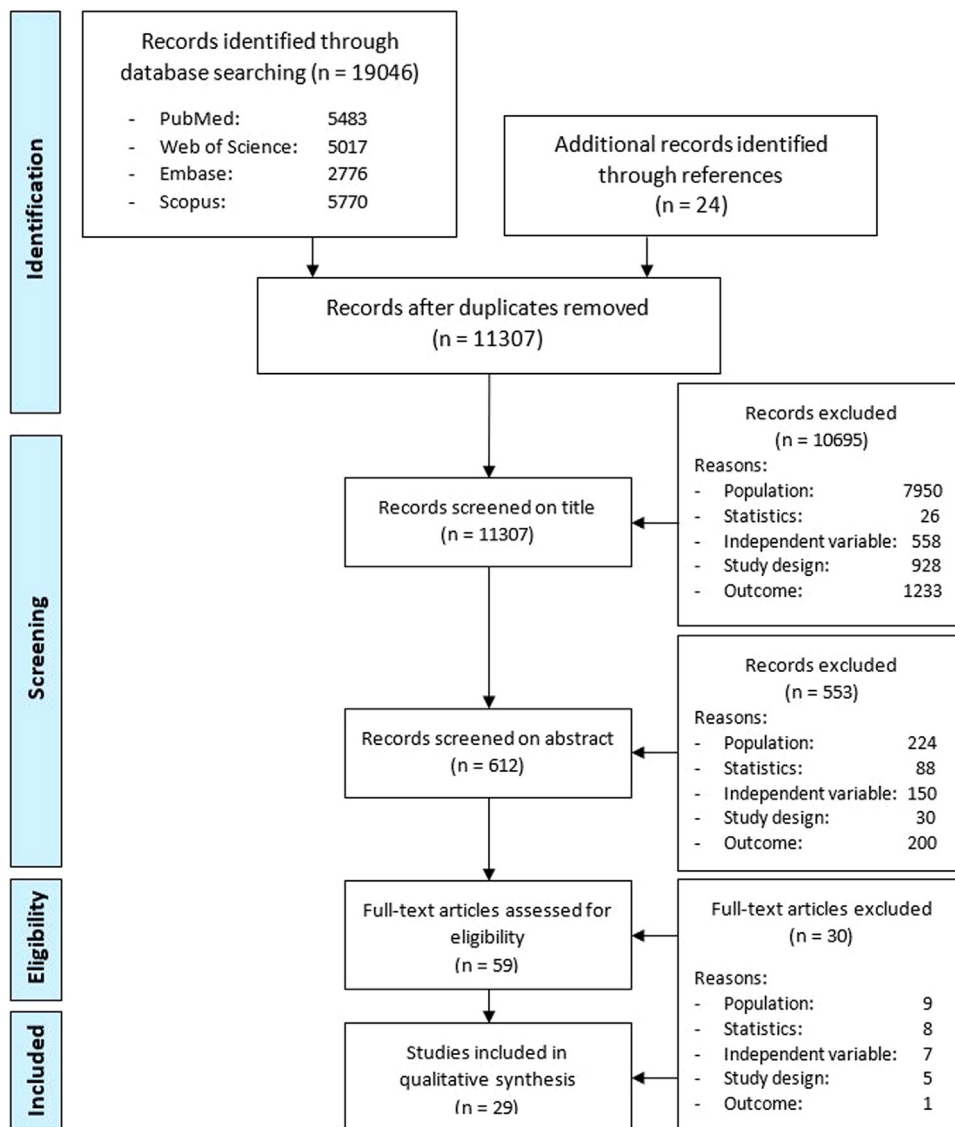 Identification
Records identified through
database searching (n = 19046)
- PubMed: 5483
- Web of Science: 5017
- Embase: 2776
- Scopus: 5770
Additional records identified
through references
(n = 24)
Records after duplicates removed
(n = 11307)
Screening
Records screened on title
(n = 11307)
Records excluded
(n = 10695)
Reasons:
- Population: 7950
- Statistics: 26
- Independent variable: 558
- Study design: 928
- Outcome: 1233
Records screened on abstract
(n = 612)
Records excluded
(n = 553)
Reasons:
- Population: 224
- Statistics: 88
- Independent variable: 150
- Study design: 30
- Outcome: 200
Eligibility
Full-text articles assessed for
eligibility
(n = 59)
Full-text articles excluded
(n = 30)
Reasons:
- Population: 9
- Statistics: 8
- Independent variable: 7
- Study design: 5
- Outcome: 1
Included
Studies included in
qualitative synthesis
(n = 29)